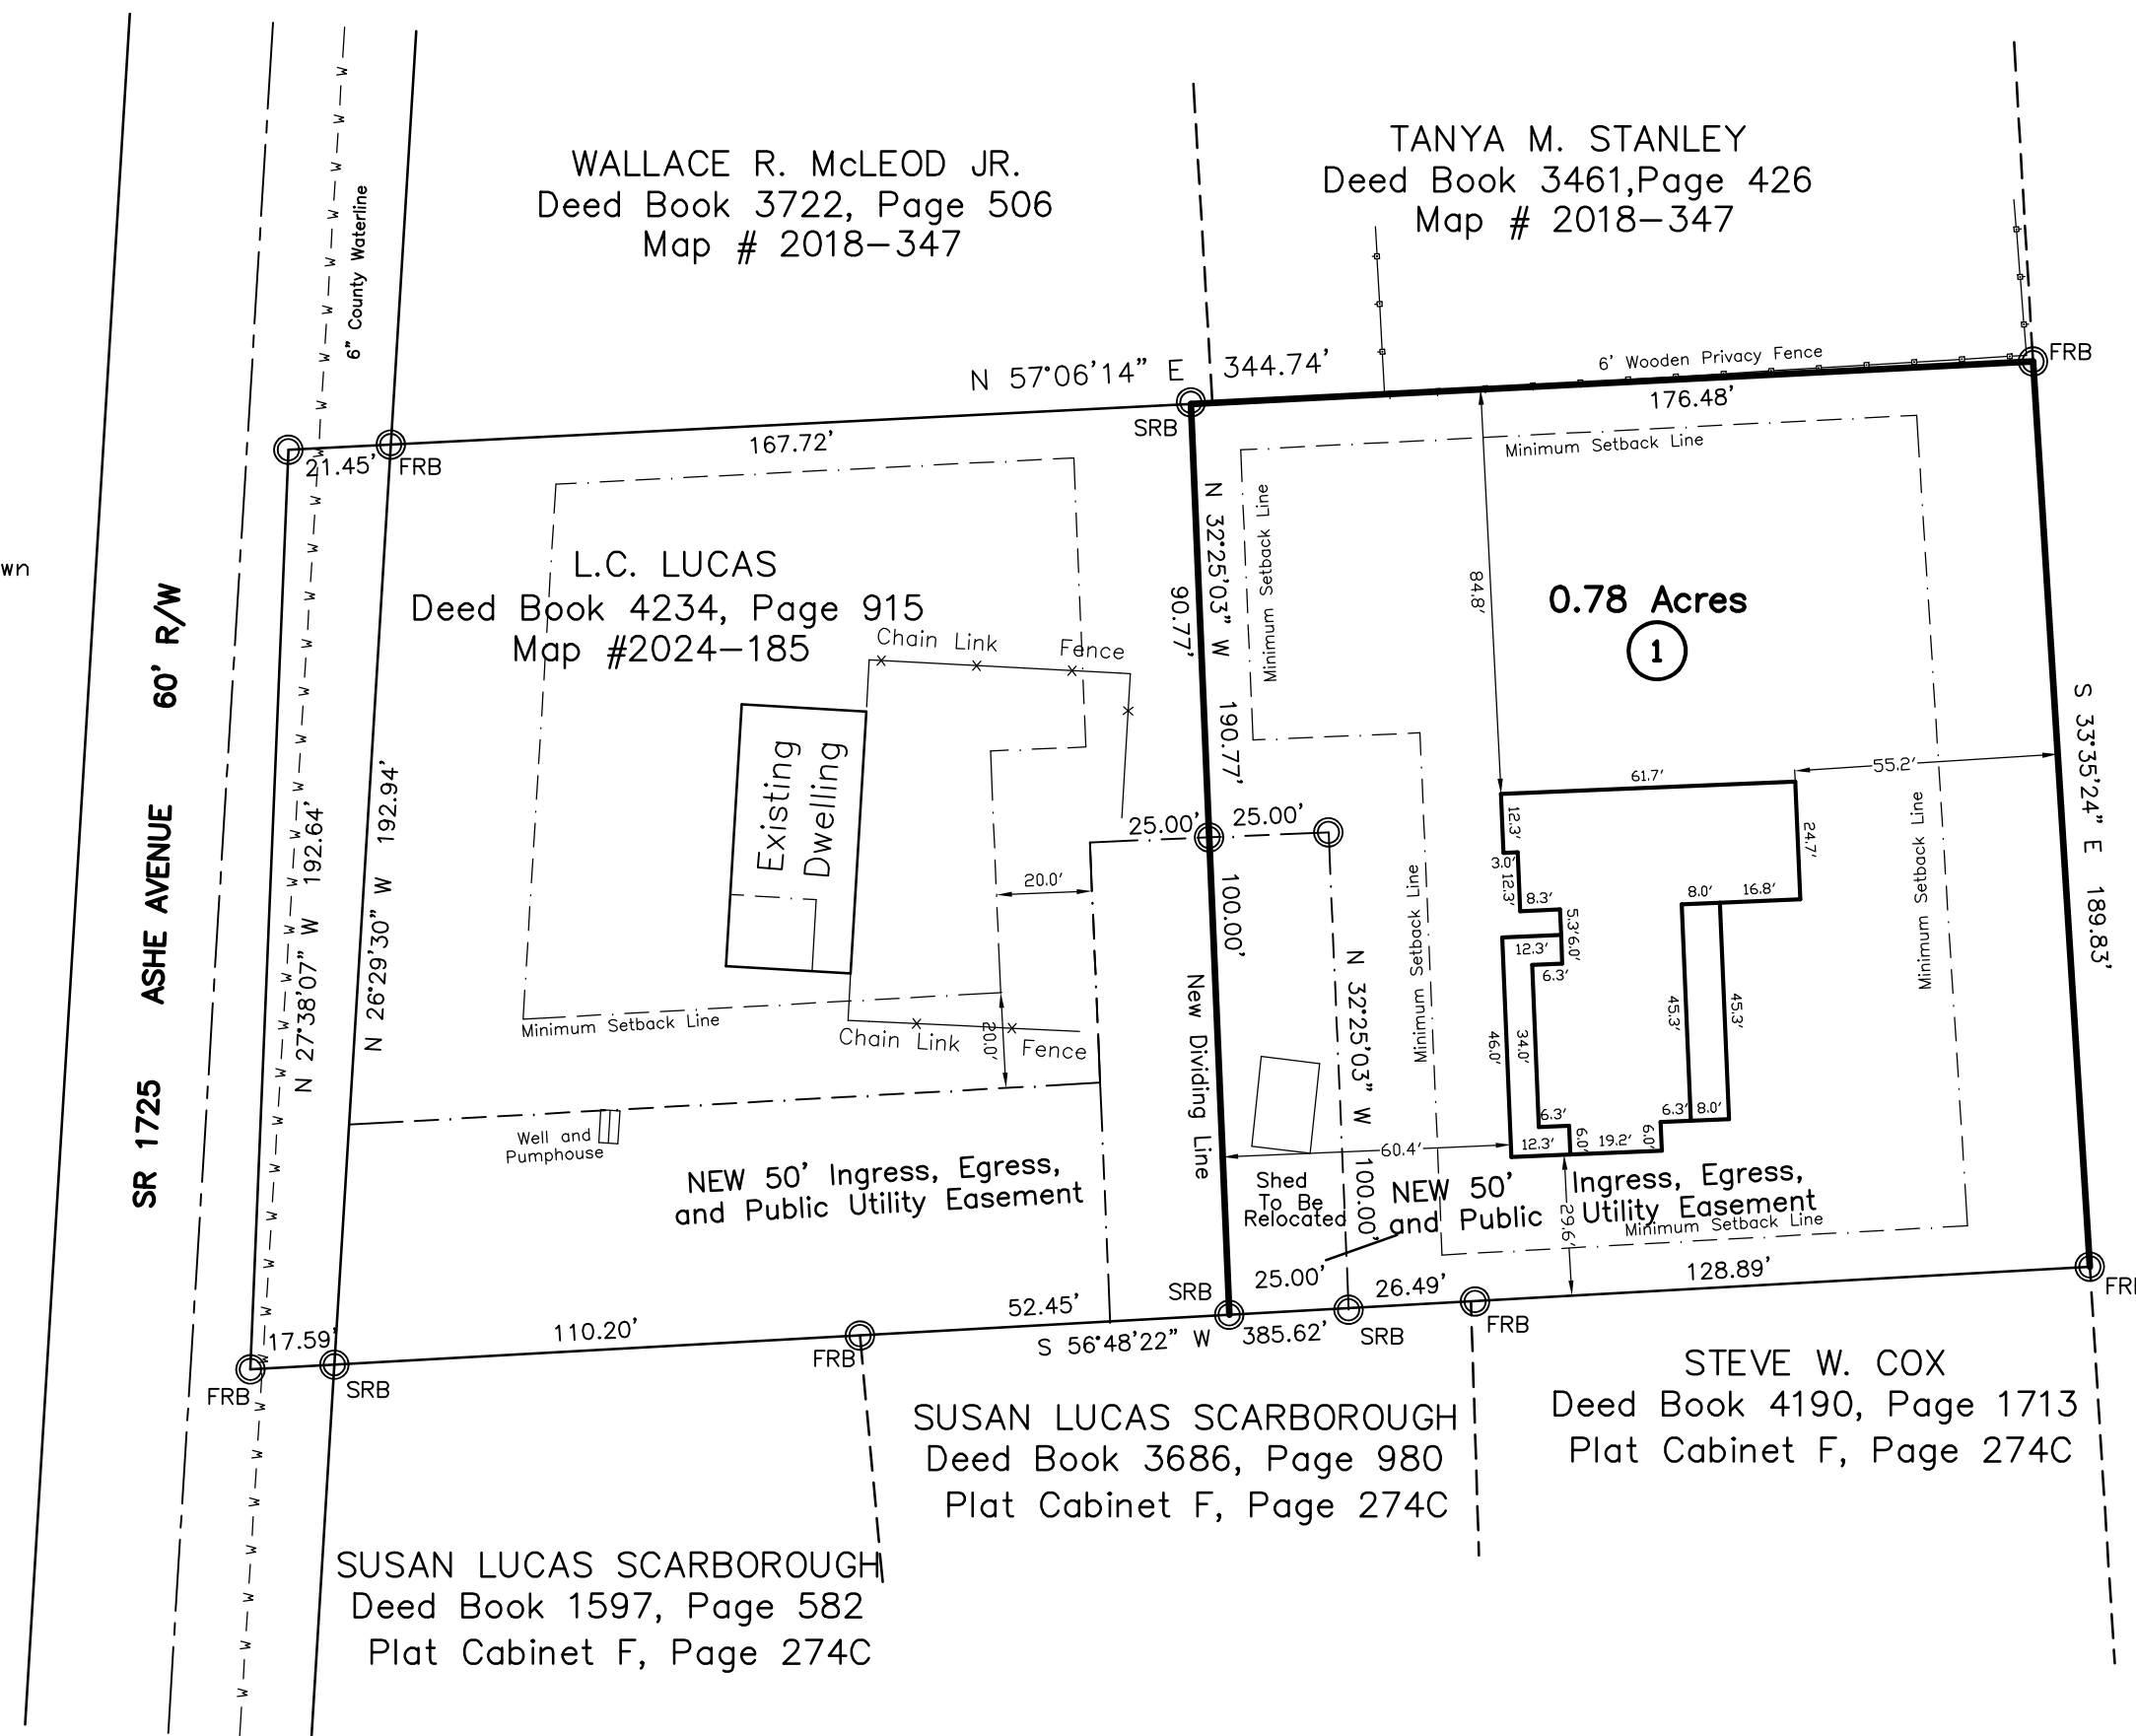 WALLACE R. McLEOD JR.
Deed Book 3722, Page 506
Map # 2018-347
TANYA M. STANLEY
Deed Book 3461,Page 426
Map # 2018-347
6" County Waterline
N 57°06'14" E 344.74'
6' Wooden Privacy Fence
FRB
176.48'
SRB
167.72'
21.45'
FRB
Minimum Setback Line
Minimum Setback Line
N 32°25'03" W 190.77'
90.77'
84.8'
wn
L.C. LUCAS
Deed Book 4234, Page 915
Map #2024-185
0.78 Acres
1
Chain Link Fence
60' R/W
ASHE AVENUE
SR 1725
N 27°38'07" W 192.64'
N 26°29'30" W 192.94'
Existing
Dwelling
S 33°35'24" E 189.83'
55.2'
61.7'
25.00'
25.00'
12.3'
3.0'
12.3'
8.3'
5.3'
6.0'
12.3'
6.3'
24.7'
8.0'
16.8'
20.0'
100.00'
New Dividing Line
N 32°25'03" W
100.00'
Minimum Setback Line
Minimum Setback Line
46.0'
34.0'
45.3'
45.3'
Minimum Setback Line
Chain Link Fence
20.0'
6.3'
12.3'
6.0'
19.2'
6.0'
6.3'
8.0'
60.4'
Well and
Pumphouse
NEW 50' Ingress, Egress,
and Public Utility Easement
Shed
To Be
Relocated
NEW 50' Ingress, Egress,
and Public Utility Easement
29.6'
Minimum Setback Line
128.89'
FRB
25.00'
26.49'
SRB
52.45'
110.20'
17.59'
FRB
SRB
FRB
S 56°48'22" W 385.62'
SRB
FRB
STEVE W. COX
Deed Book 4190, Page 1713
Plat Cabinet F, Page 274C
SUSAN LUCAS SCARBOROUGH
Deed Book 3686, Page 980
Plat Cabinet F, Page 274C
SUSAN LUCAS SCARBOROUGH
Deed Book 1597, Page 582
Plat Cabinet F, Page 274C